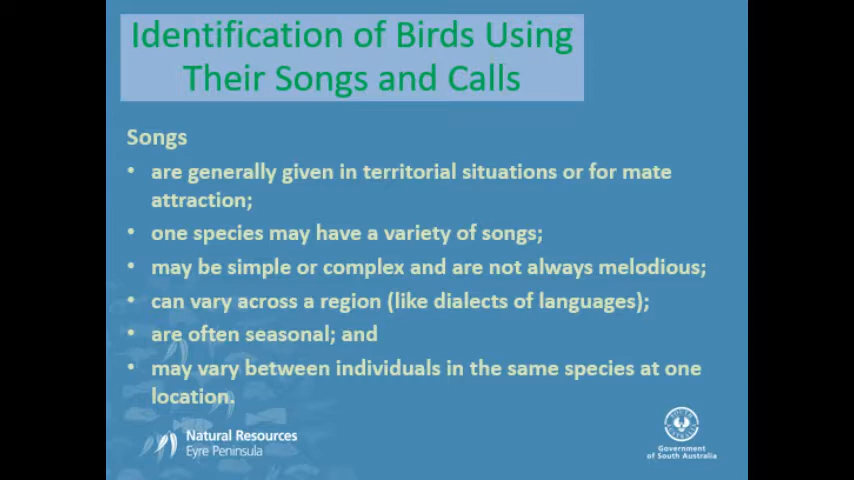 Identification of Birds Using
Their Songs and Calls
Songs
• are generally given in territorial situations or for mate
attraction;
• one species may have a variety of songs;
• may be simple or complex and are not always melodious;
• can vary across a region (like dialects of languages);
• are often seasonal; and
• may vary between individuals in the same species at one
location.
Natural Resources
Eyre Peninsula
SOUTH AUSTRALIA
Government
of South Australia